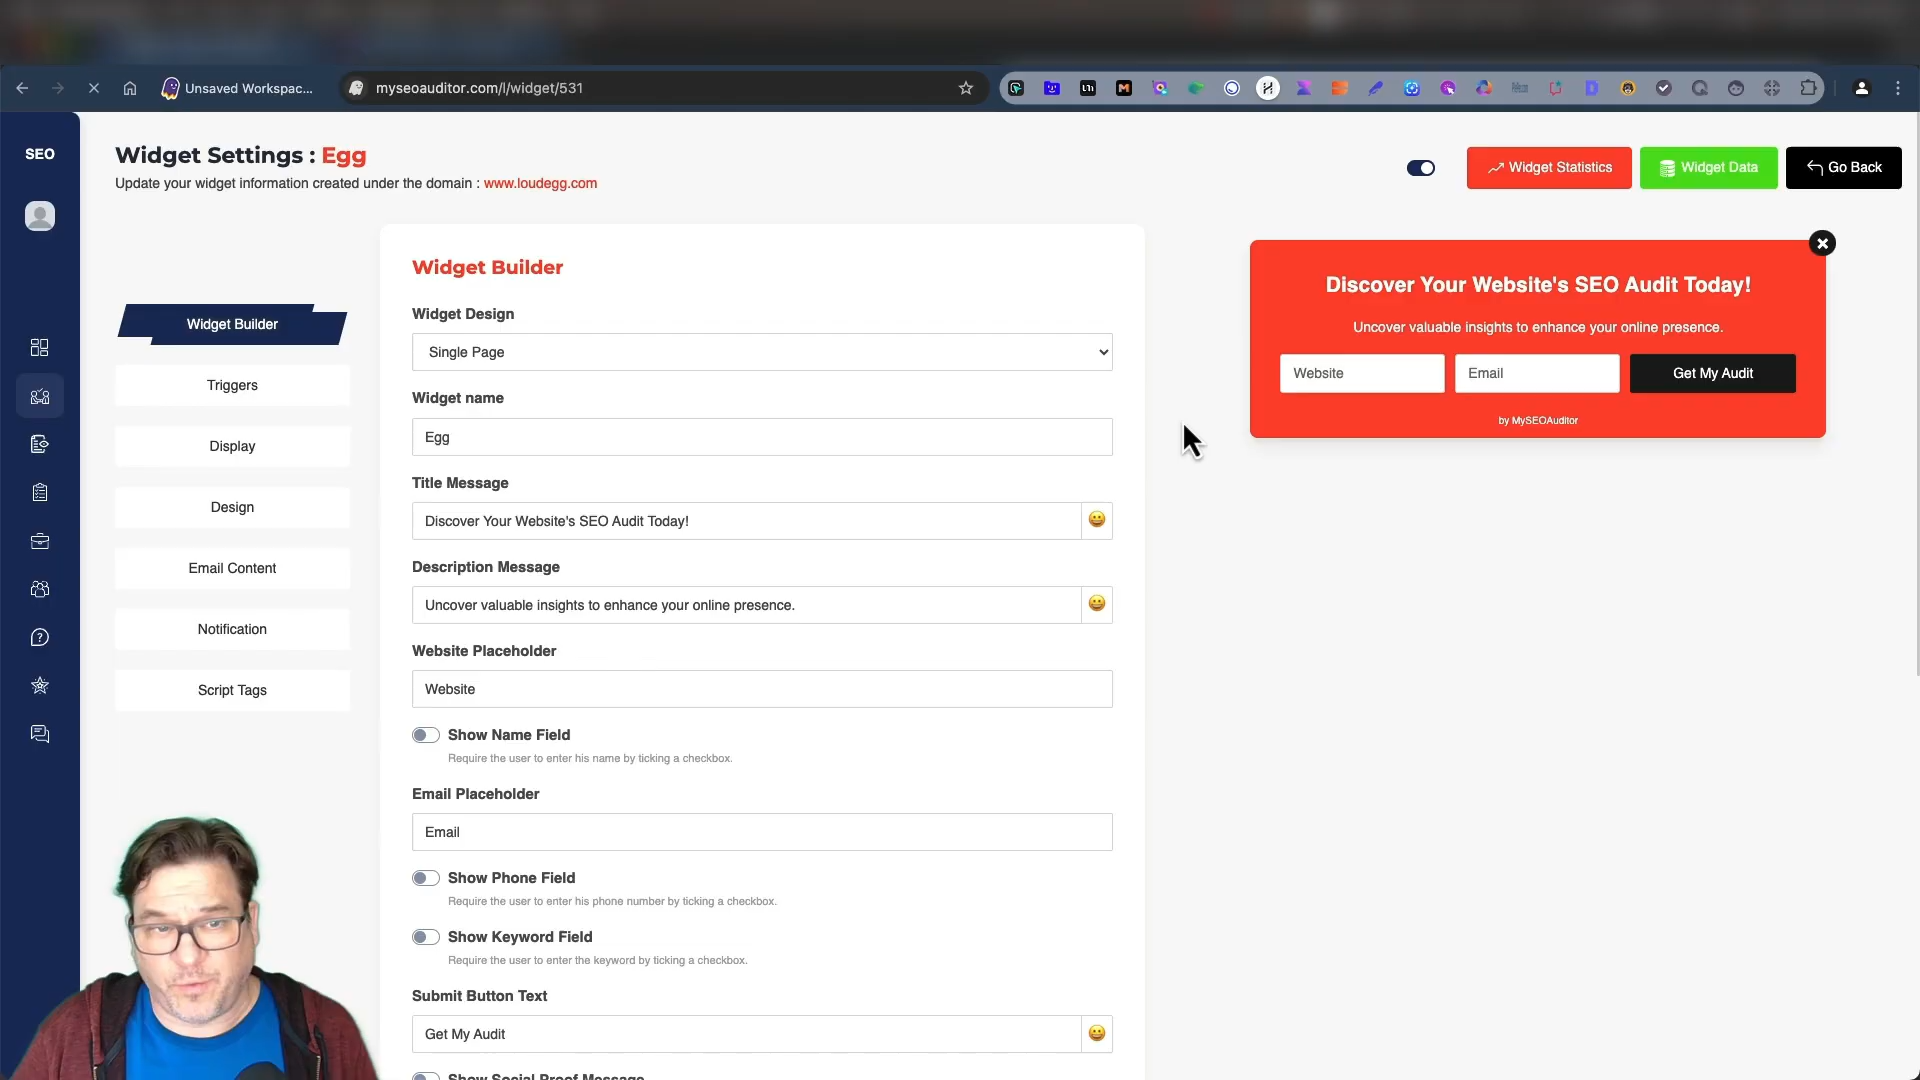 Unsaved Workspac...
myseoauditor.com/l/widget/531
SEO
Widget Settings : Egg
Update your widget information created under the domain : www.loudegg.com
Widget Statistics
Widget Data
Go Back
Widget Builder
Triggers
Display
Design
Email Content
Notification
Script Tags
Widget Builder
Widget Design
Single Page
Widget name
Egg
Title Message
Discover Your Website's SEO Audit Today!
Description Message
Uncover valuable insights to enhance your online presence.
Website Placeholder
Website
Show Name Field
Require the user to enter his name by ticking a checkbox.
Email Placeholder
Email
Show Phone Field
Require the user to enter his phone number by ticking a checkbox.
Show Keyword Field
Require the user to enter the keyword by ticking a checkbox.
Submit Button Text
Get My Audit
Show Social Proof Message
Discover Your Website's SEO Audit Today!
Uncover valuable insights to enhance your online presence.
Website
Email
Get My Audit
by MySEOAuditor